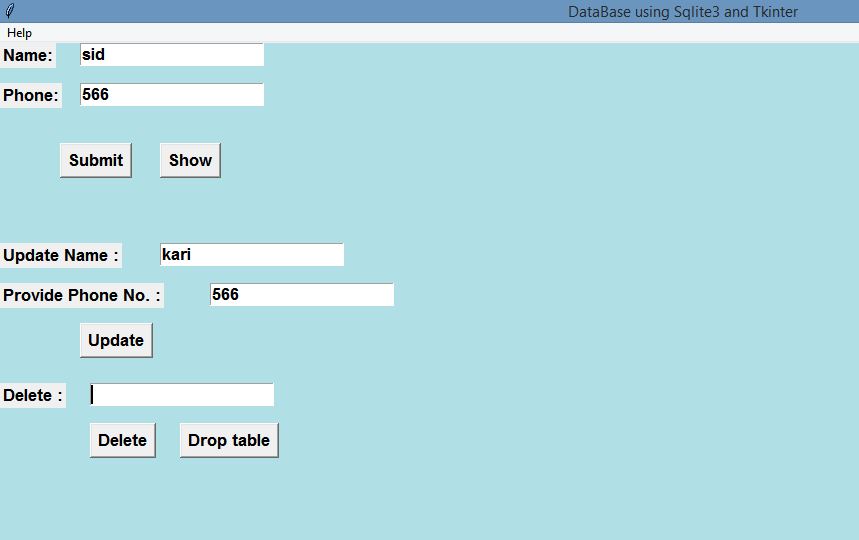 DataBase using Sqlite3 and Tkinter
Help
Name: sid
Phone: 566
Submit Show
Update Name : kari
Provide Phone No. : 566
Update
Delete :
Delete Drop table